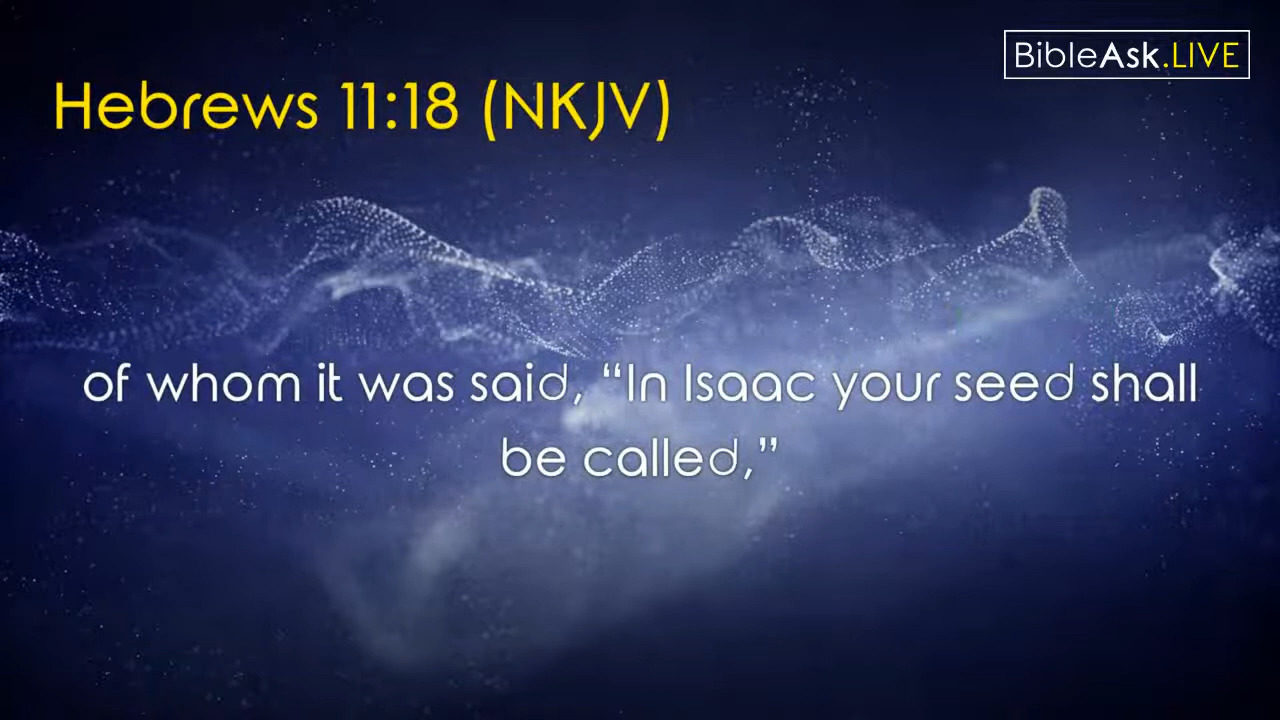 BibleAsk.LIVE
Hebrews 11:18 (NKJV)
of whom it was said, “In Isaac your seed shall
be called,”